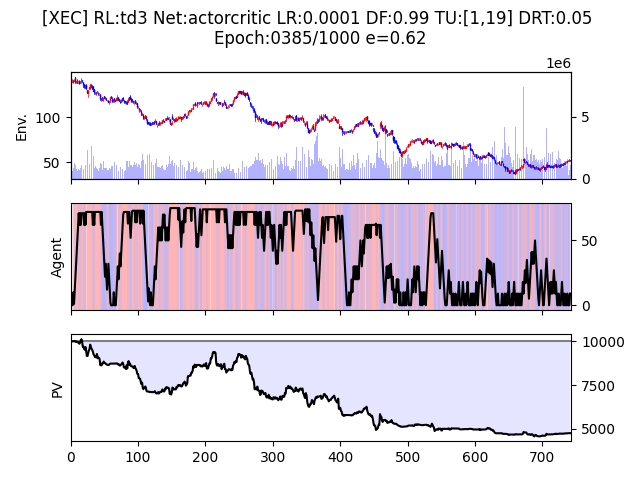 [XEC] RL:td3 Net:actorcritic LR:0.0001 DF:0.99 TU:[1,19] DRT:0.05
Epoch:0385/1000 e=0.62
1e6
Env.
100
50
5
0
Agent
50
0
PV
10000
7500
5000
0 100 200 300 400 500 600 700